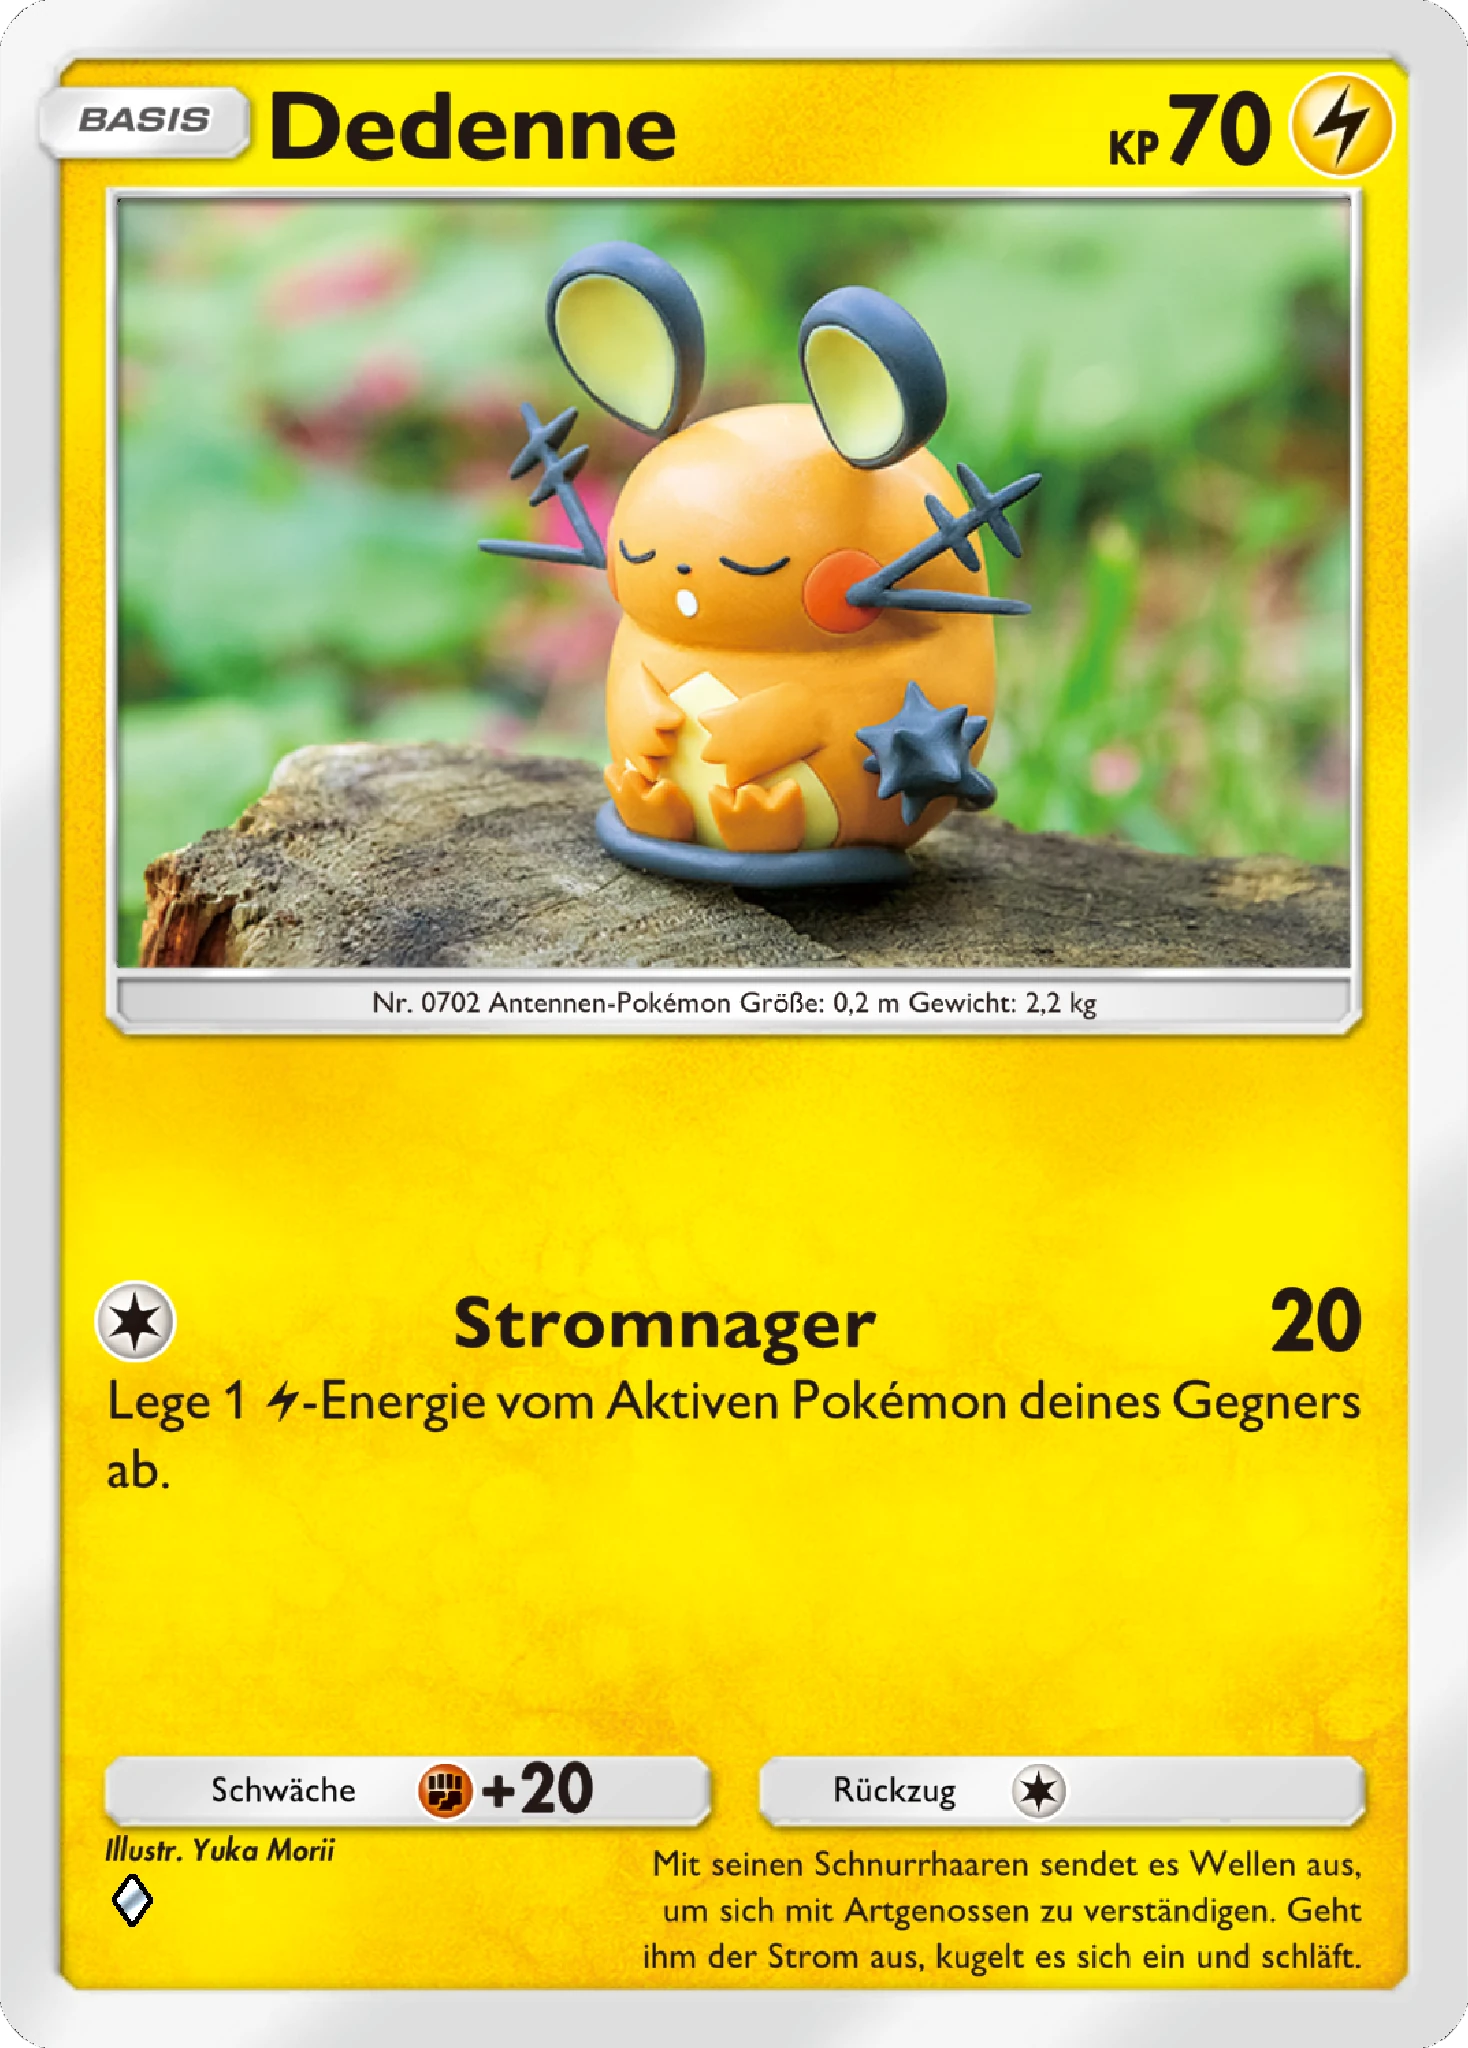 BASIS Dedenne KP 70
Nr. 0702 Antennen-Pokémon Größe: 0,2 m Gewicht: 2,2 kg
Stromnager 20
Lege 1 -Energie vom Aktiven Pokémon deines Gegners
ab.
Schwäche +20 Rückzug
Illustr. Yuka Morii
Mit seinen Schnurrhaaren sendet es Wellen aus,
um sich mit Artgenossen zu verständigen. Geht
ihm der Strom aus, kugelt es sich ein und schläft.